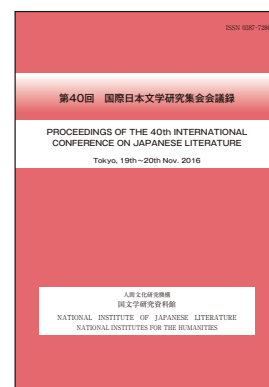 ISSN 0387-7280
第40回 国際日本文学研究集会会議録
PROCEEDINGS OF THE 40th INTERNATIONAL
CONFERENCE ON JAPANESE LITERATURE
Tokyo, 19th~20th Nov. 2016
人間文化研究機構
国文学研究資料館
NATIONAL INSTITUTE OF JAPANESE LITERATURE
NATIONAL INSTITUTES FOR THE HUMANITIES